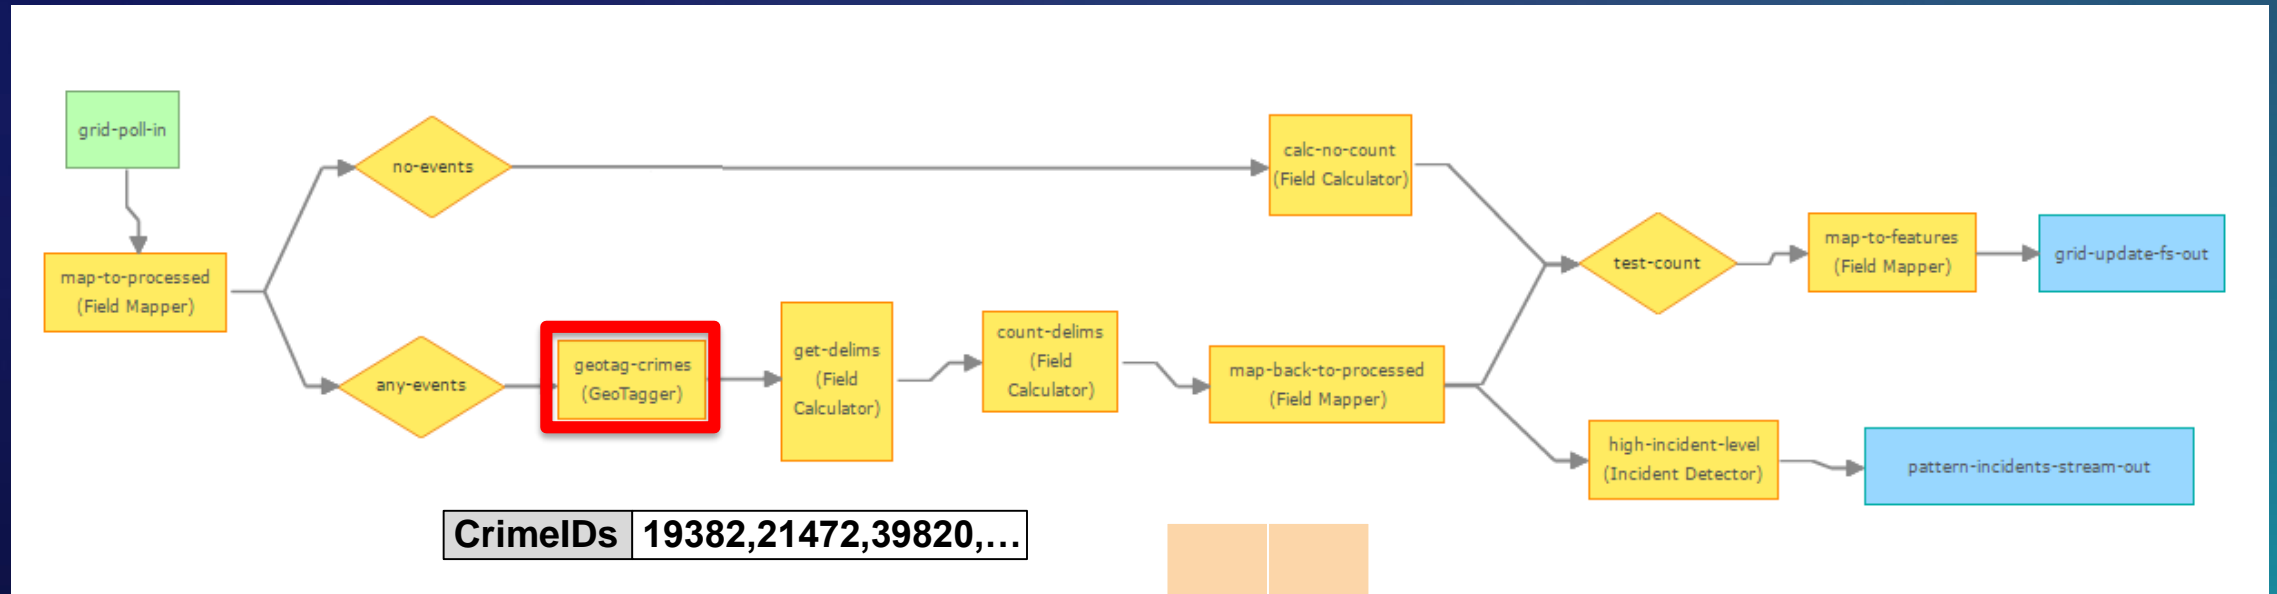 grid-poll-in
map-to-processed
(Field Mapper)
no-events
any-events
geotag-crimes
(GeoTagger)
get-delims
(Field
Calculator)
count-delims
(Field
Calculator)
map-back-to-processed
(Field Mapper)
calc-no-count
(Field Calculator)
test-count
map-to-features
(Field Mapper)
grid-update-fs-out
high-incident-level
(Incident Detector)
pattern-incidents-stream-out
CrimeIDs 19382,21472,39820,…